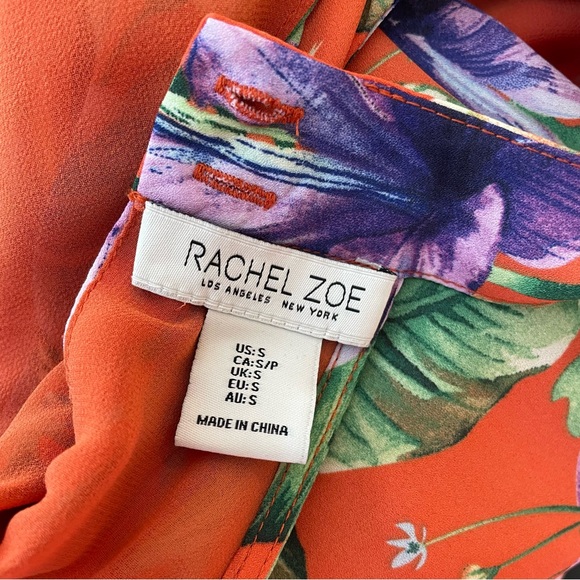 RACHEL ZOE
LOS ANGELES NEW YORK
US: S
CA: S/P
UK: S
EU: S
AU: S
MADE IN CHINA